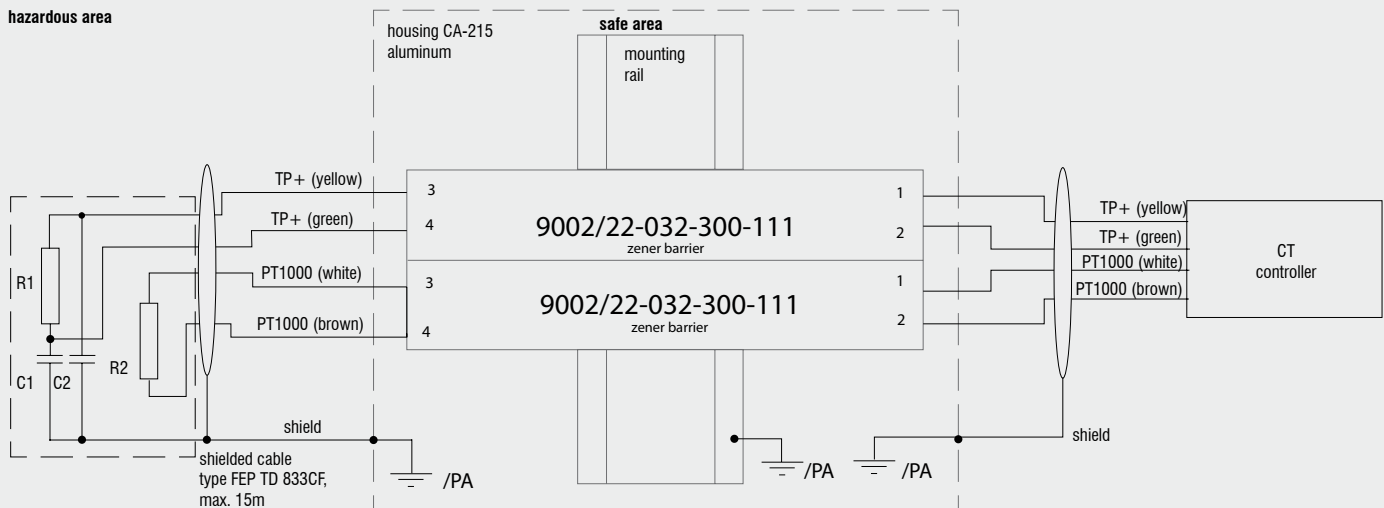 hazardous area
housing CA-215
aluminum
safe area
mounting
rail
TP+ (yellow)
TP+ (green)
PT1000 (white)
PT1000 (brown)
3
4
3
4
9002/22-032-300-111
zener barrier
9002/22-032-300-111
zener barrier
1
2
1
2
TP+ (yellow)
TP+ (green)
PT1000 (white)
PT1000 (brown)
CT
controller
R1
C1
C2
R2
shield
shielded cable
type FEP TD 833CF,
max. 15m
/PA
/PA
/PA
shield